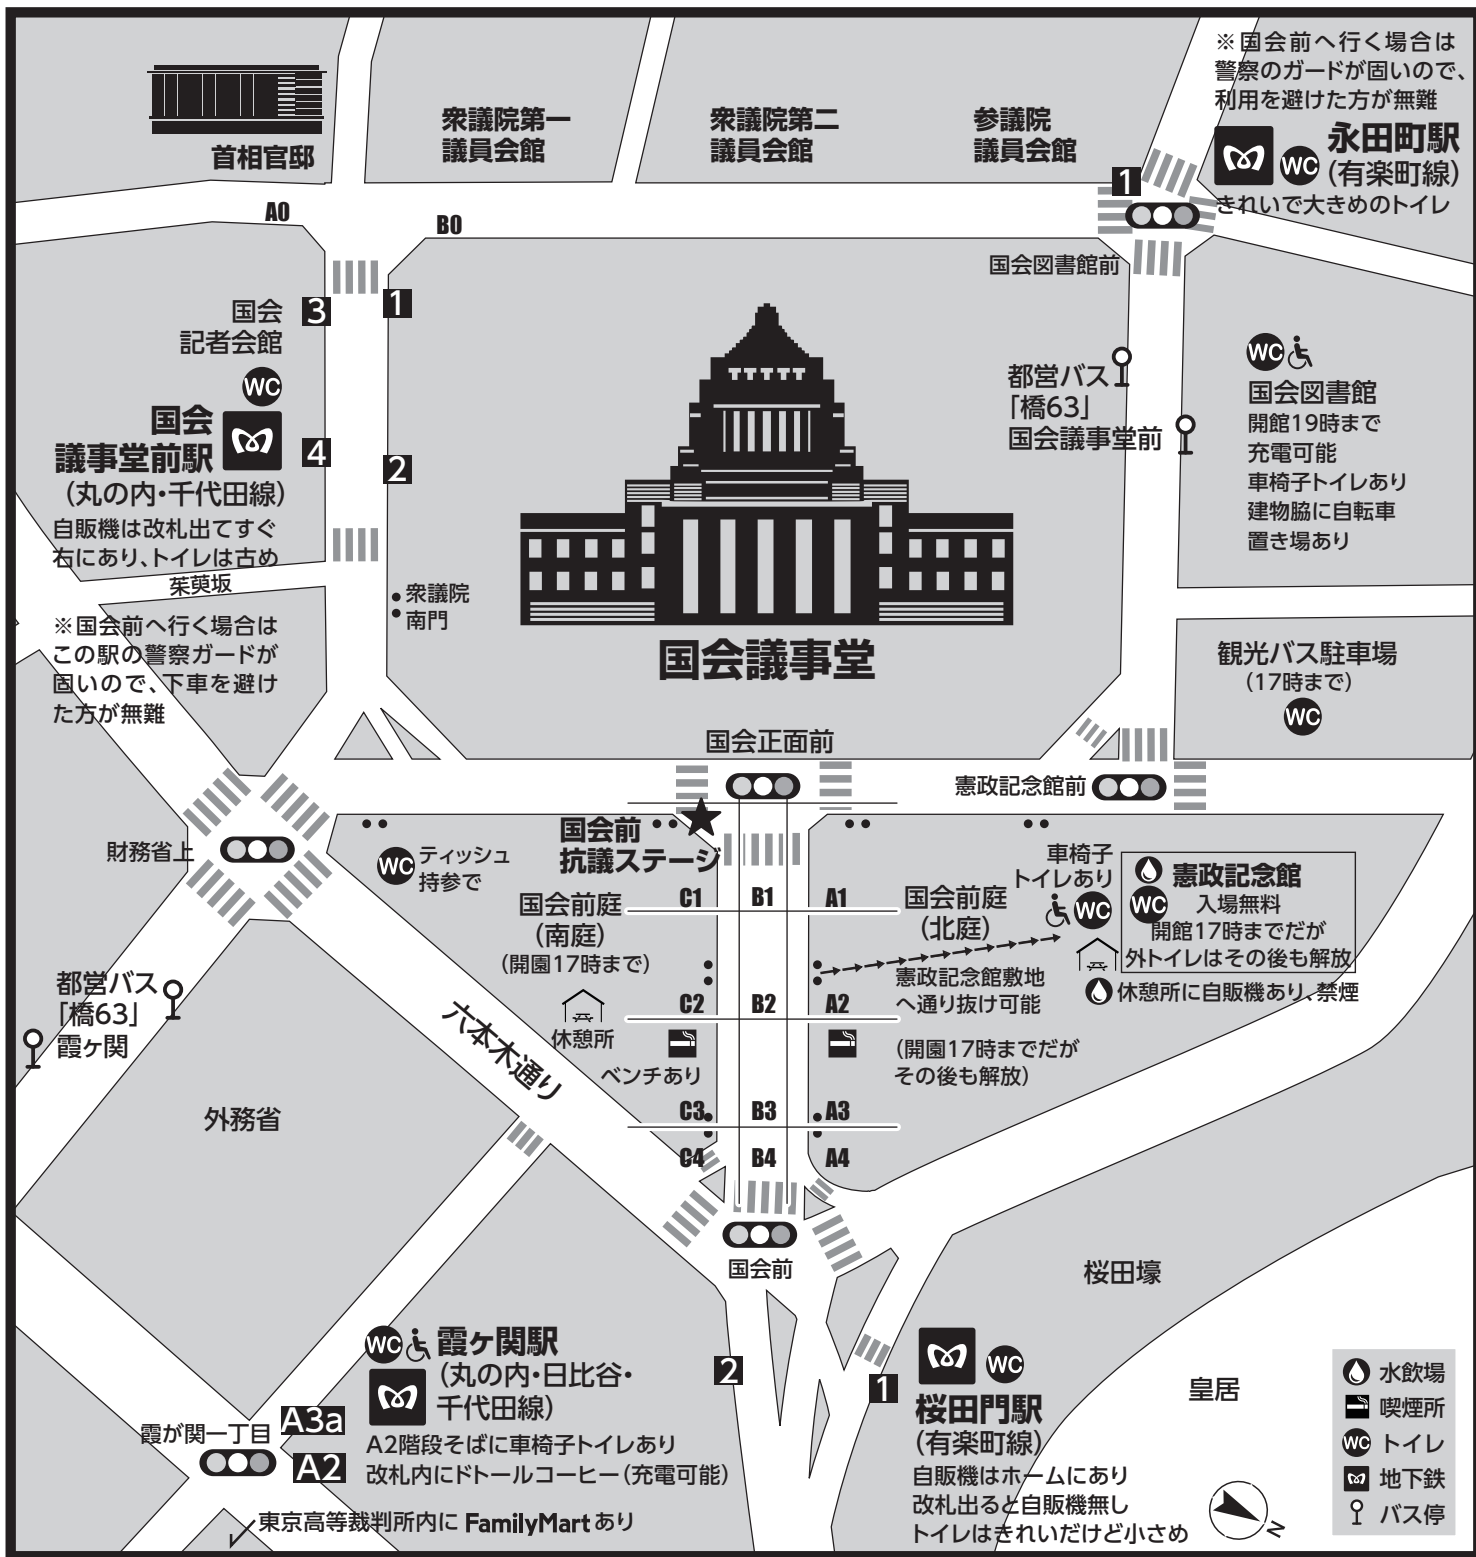 ※国会前へ行く場合は
警察のガードが固いので、
利用を避けた方が無難
永田町駅
WC
(有楽町線)
きれいで大きめのトイレ
首相官邸
衆議院第一
議員会館
衆議院第二
議員会館
参議院
議員会館
1
A0
B0
国会図書館前
国会
記者会館
3
1
WC
国会
議事堂前駅
4
2
(丸の内・千代田線)
自販機は改札出てすぐ
右にあり、トイレは古め
茱萸坂
※国会前へ行く場合は
この駅の警察ガードが
固いので、下車を避け
た方が無難
衆議院
南門
国会議事堂
都営バス
「橋63」
国会議事堂前
WC
国会図書館
開館19時まで
充電可能
車椅子トイレあり
建物脇に自転車
置き場あり
観光バス駐車場
(17時まで)
WC
国会正面前
憲政記念館前
財務省上
国会前
抗議ステージ
WC
ティッシュ
持参で
国会前庭
(南庭)
(開園17時まで)
休憩所
ベンチあり
C1
B1
A1
C2
B2
A2
C3
B3
A3
C4
B4
A4
国会前庭
(北庭)
車椅子
トイレあり
WC
憲政記念館
WC
入場無料
開館17時までだが
外トイレはその後も解放
休憩所に自販機あり、禁煙
憲政記念館敷地
へ通り抜け可能
(開園17時までだが
その後も解放)
都営バス
「橋63」
霞ヶ関
六本木通り
外務省
国会前
桜田壕
皇居
WC
霞ヶ関駅
(丸の内・日比谷・
千代田線)
A2階段そばに車椅子トイレあり
改札内にドトールコーヒー(充電可能)
霞が関一丁目
A3a
A2
東京高等裁判所内に FamilyMart あり
2
1
WC
桜田門駅
(有楽町線)
自販機はホームにあり
改札出ると自販機無し
トイレはきれいだけど小さめ
N
水飲場
喫煙所
WC トイレ
地下鉄
バス停